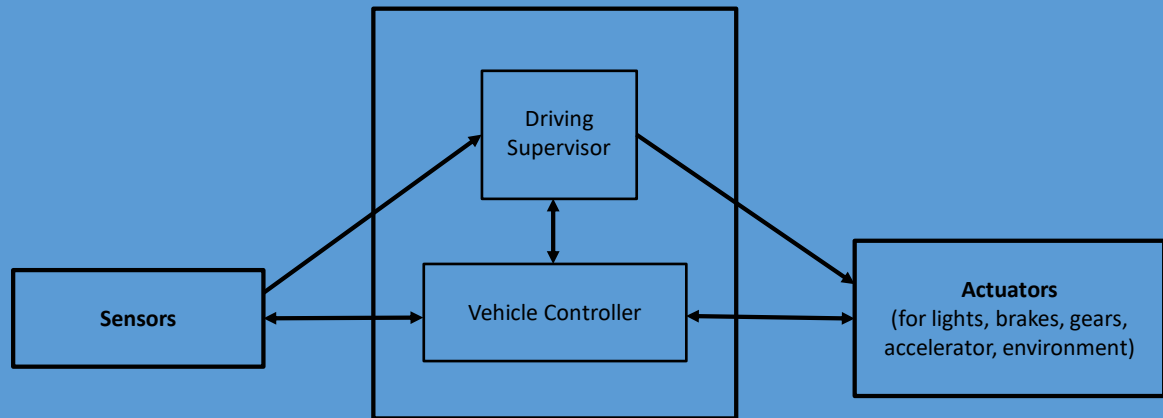 Driving
Supervisor
Sensors
Vehicle Controller
Actuators
(for lights, brakes, gears,
accelerator, environment)